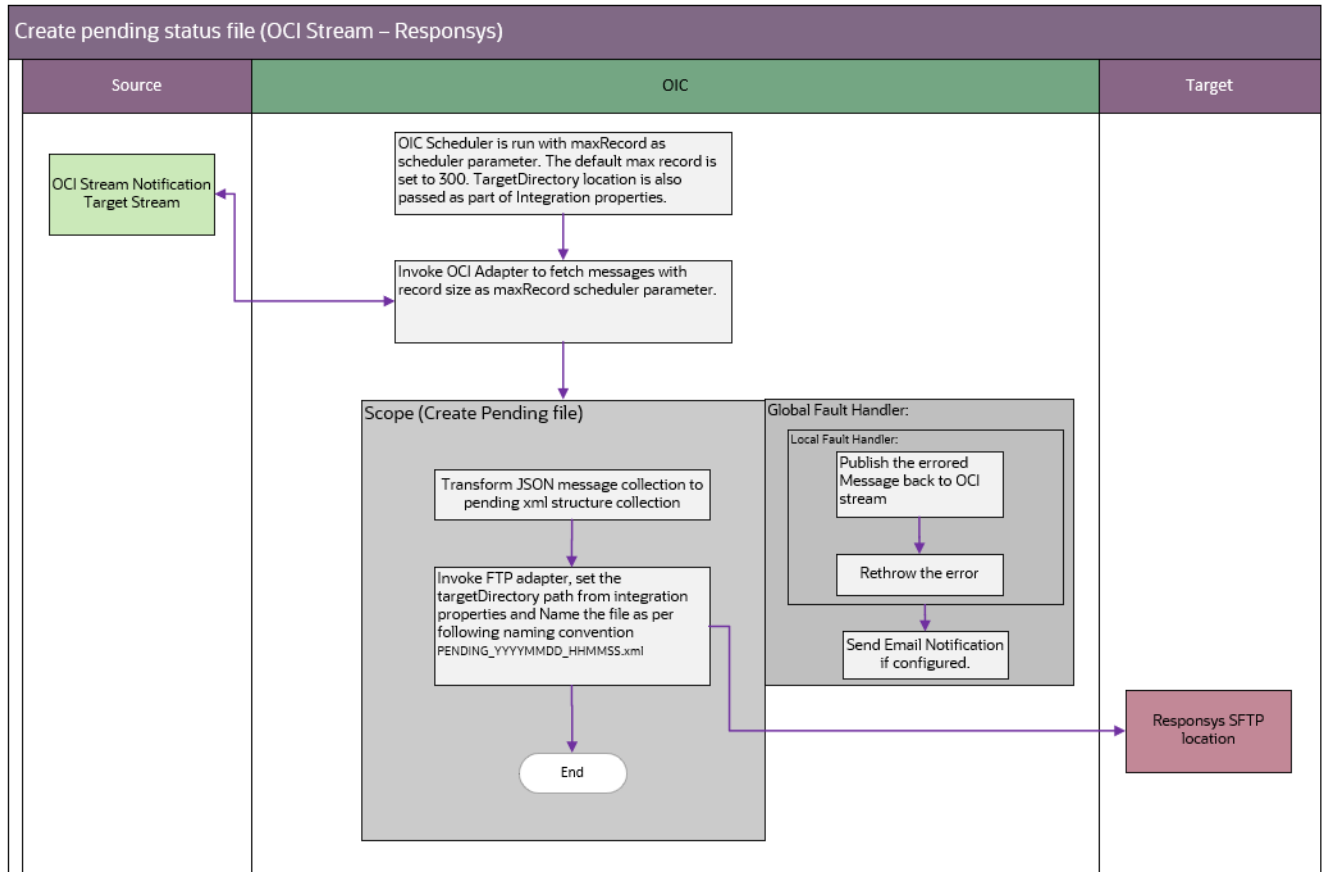 Create pending status file (OCI Stream – Responsys)
Source
OIC
Target
OCI Stream Notification
Target Stream
OIC Scheduler is run with maxRecord as
scheduler parameter. The default max record is
set to 300. TargetDirectory location is also
passed as part of Integration properties.
Invoke OCI Adapter to fetch messages with
record size as maxRecord scheduler parameter.
Scope (Create Pending file)
Transform JSON message collection to
pending xml structure collection
Invoke FTP adapter, set the
targetDirectory path from integration
properties and Name the file as per
following naming convention
PENDING_YYYYMMDD_HHMMSS.xml
End
Global Fault Handler:
Local Fault Handler:
Publish the errored
Message back to OCI
stream
Rethrow the error
Send Email Notification
if configured.
Responsys SFTP
location